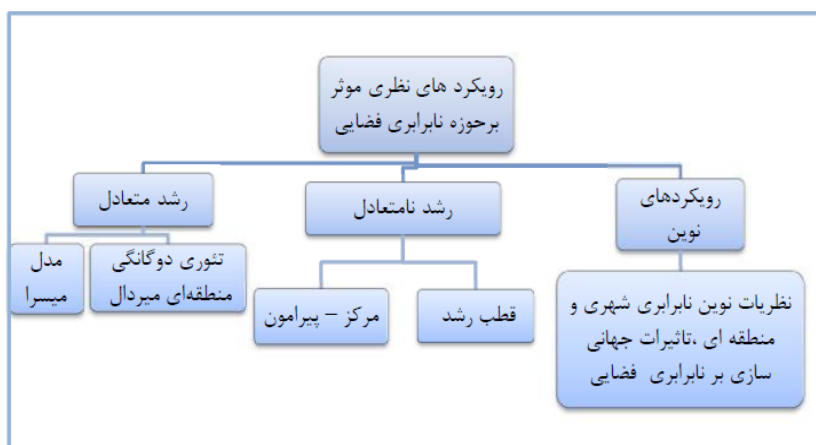 رویکرد های نظری موثر
برحوزه نابرابری فضایی
رویکردهای
نوین
رشد نامتعادل
رشد متعادل
نظریات نوین نابرابری شهری و
منطقه ای ،تاثیرات جهانی
سازی بر نابرابری فضایی
قطب رشد
مرکز – پیرامون
تئوری دوگانگی
منطقه‌ای میردال
مدل
میسرا